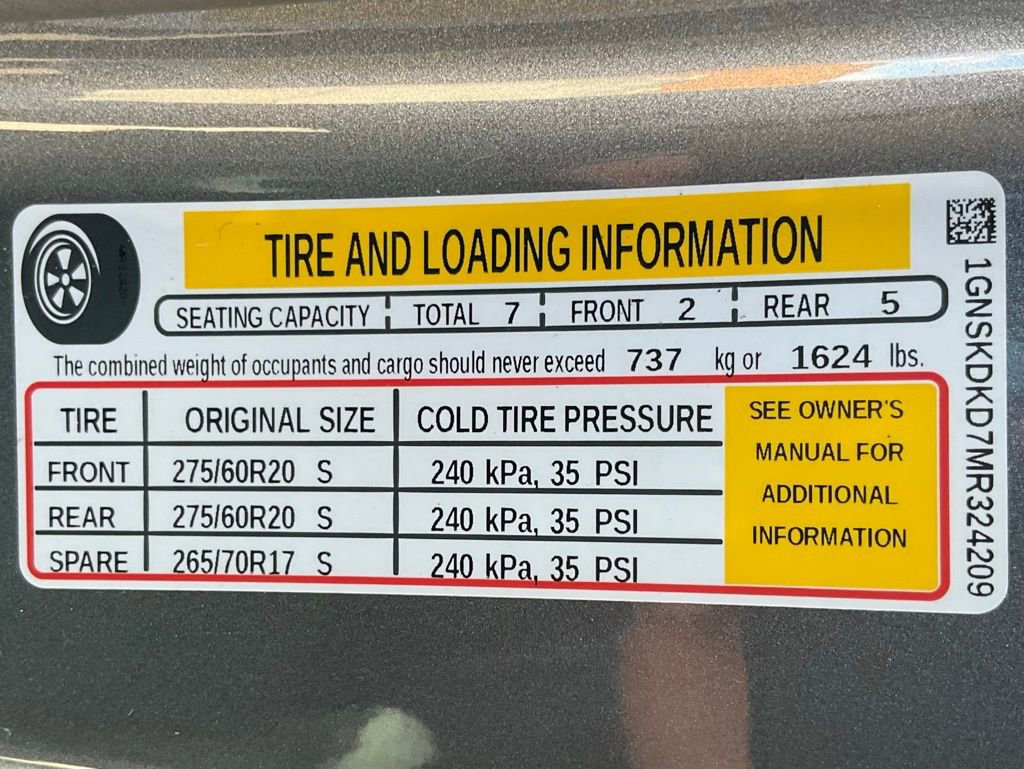 TIRE AND LOADING INFORMATION
SEATING CAPACITY TOTAL 7 FRONT 2 REAR 5
The combined weight of occupants and cargo should never exceed 737 kg or 1624 lbs.
TIRE ORIGINAL SIZE COLD TIRE PRESSURE
FRONT 275/60R20 S 240 kPa, 35 PSI
REAR 275/60R20 S 240 kPa, 35 PSI
SPARE 265/70R17 S 240 kPa, 35 PSI
SEE OWNER'S
MANUAL FOR
ADDITIONAL
INFORMATION
1GNSKDKD7MR324209